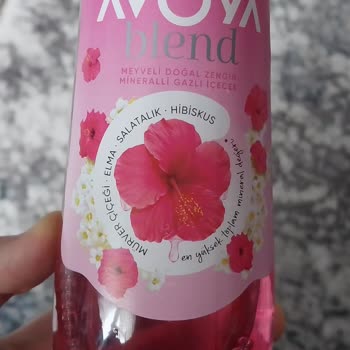 AVOYA
blend
MEYVELİ DOĞAL ZENGİN
MİNERALLİ GAZLI İÇECEK
MÜRVER ÇİÇEĞİ · ELMA · SALATALIK · HİBİSKUS
en yüksek toplam mineral değeri*